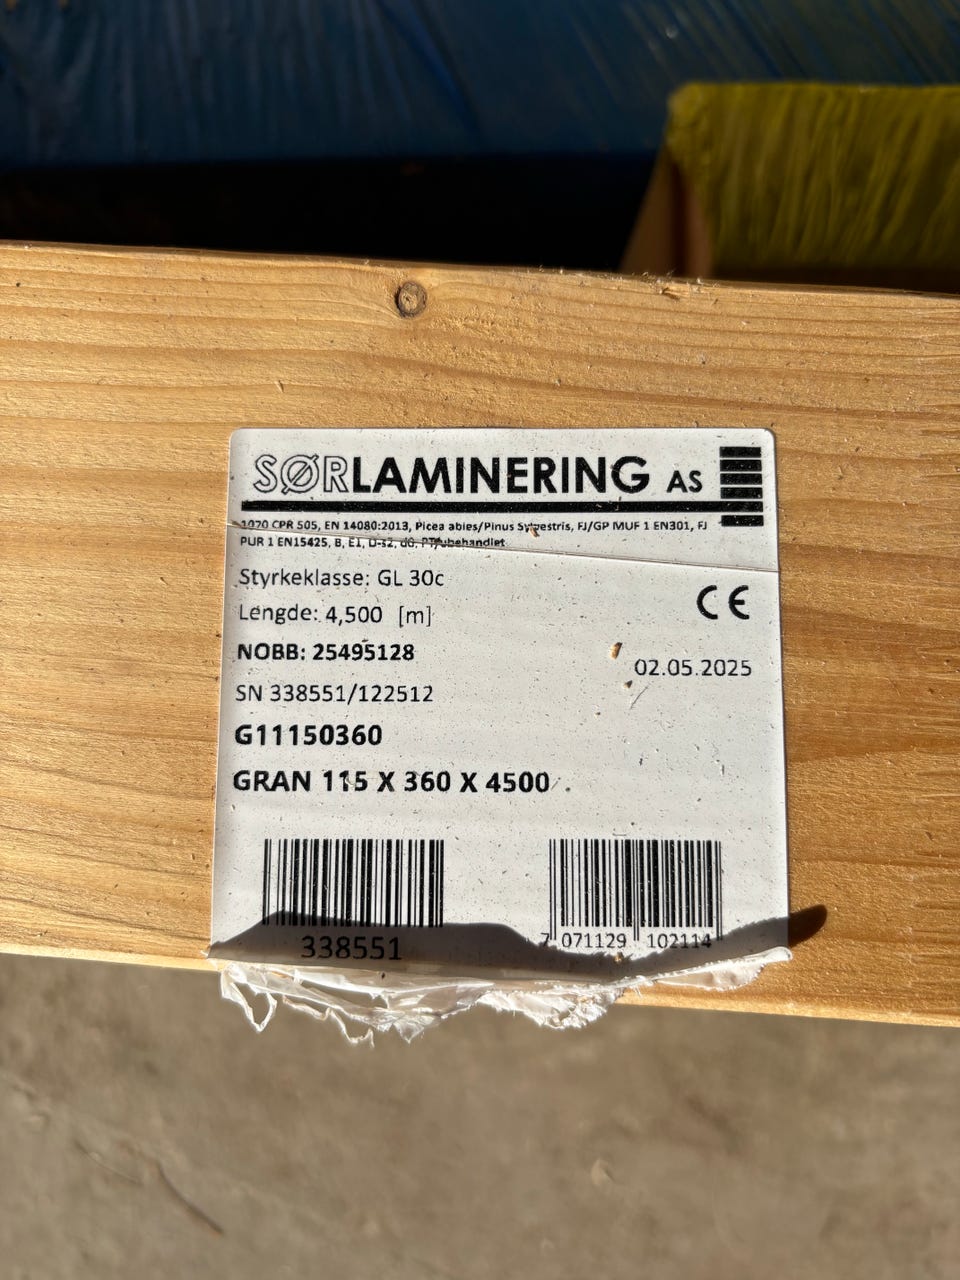 SØRLAMINERING AS
1070 CPR 505, EN 14080:2013, Picea abies/Pinus Sylvestris, FJ/GP MUF 1 EN301, FJ
PUR 1 EN15425, B, E1, D-s2, d0, PT/ubehandlet
Styrkeklasse: GL 30c
Lengde: 4,500 [m]
CE
NOBB: 25495128
02.05.2025
SN 338551/122512
G11150360
GRAN 115 X 360 X 4500
338551
7 071129 102114